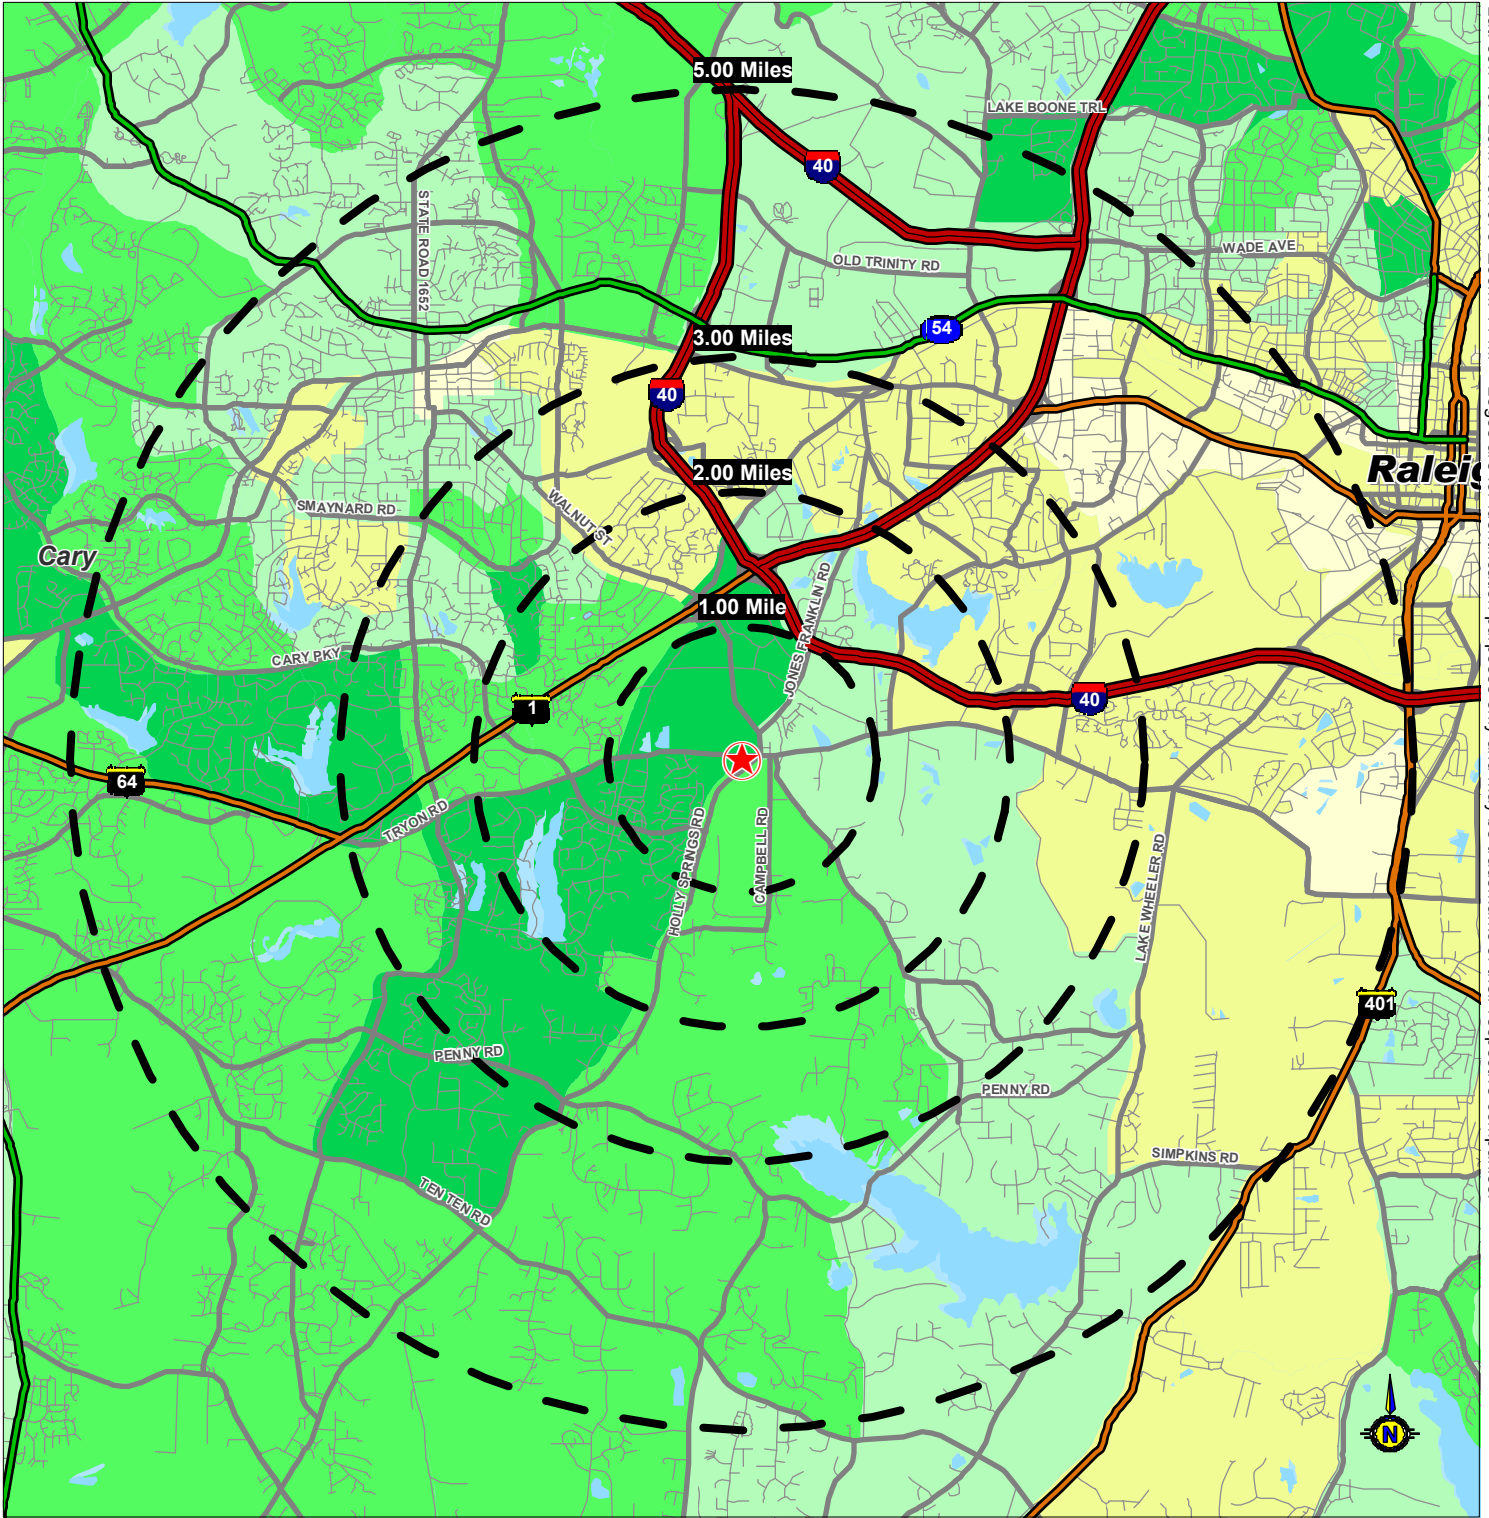 5.00 Miles
LAKE BOONE TRL
40
STATE ROAD 1652
WADE AVE
OLD TRINITY RD
54
3.00 Miles
40
2.00 Miles
Raleig
WALNUT ST
SMAYNARD RD
Cary
JONES FRANKLIN RD
1.00 Mile
CARY PKY
40
1
64
TRYON RD
HOLLY SPRINGS RD
CAMPBELL RD
LAKE WHEELER RD
401
PENNY RD
PENNY RD
SIMPKINS RD
TEN TEN RD
N